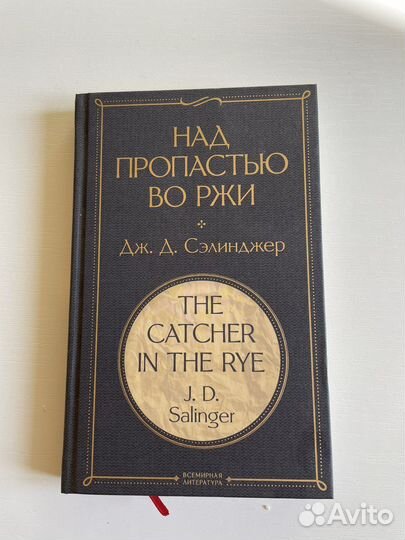 НАД
ПРОПАСТЬЮ
ВО РЖИ
Дж. Д. Сэлинджер
THE
CATCHER
IN THE RYE
J. D.
Salinger
ВСЕМИРНАЯ
ЛИТЕРАТУРА
Avito